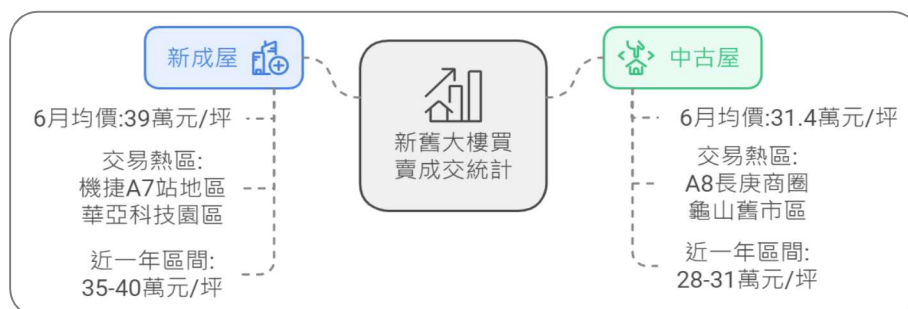 新成屋
6月均價:39萬元/坪
交易熱區:
機捷A7站地區
華亞科技園區
近一年區間:
35-40萬元/坪
新舊大樓買
賣成交統計
中古屋
6月均價:31.4萬元/坪
交易熱區:
A8長庚商圈
龜山舊市區
近一年區間:
28-31萬元/坪